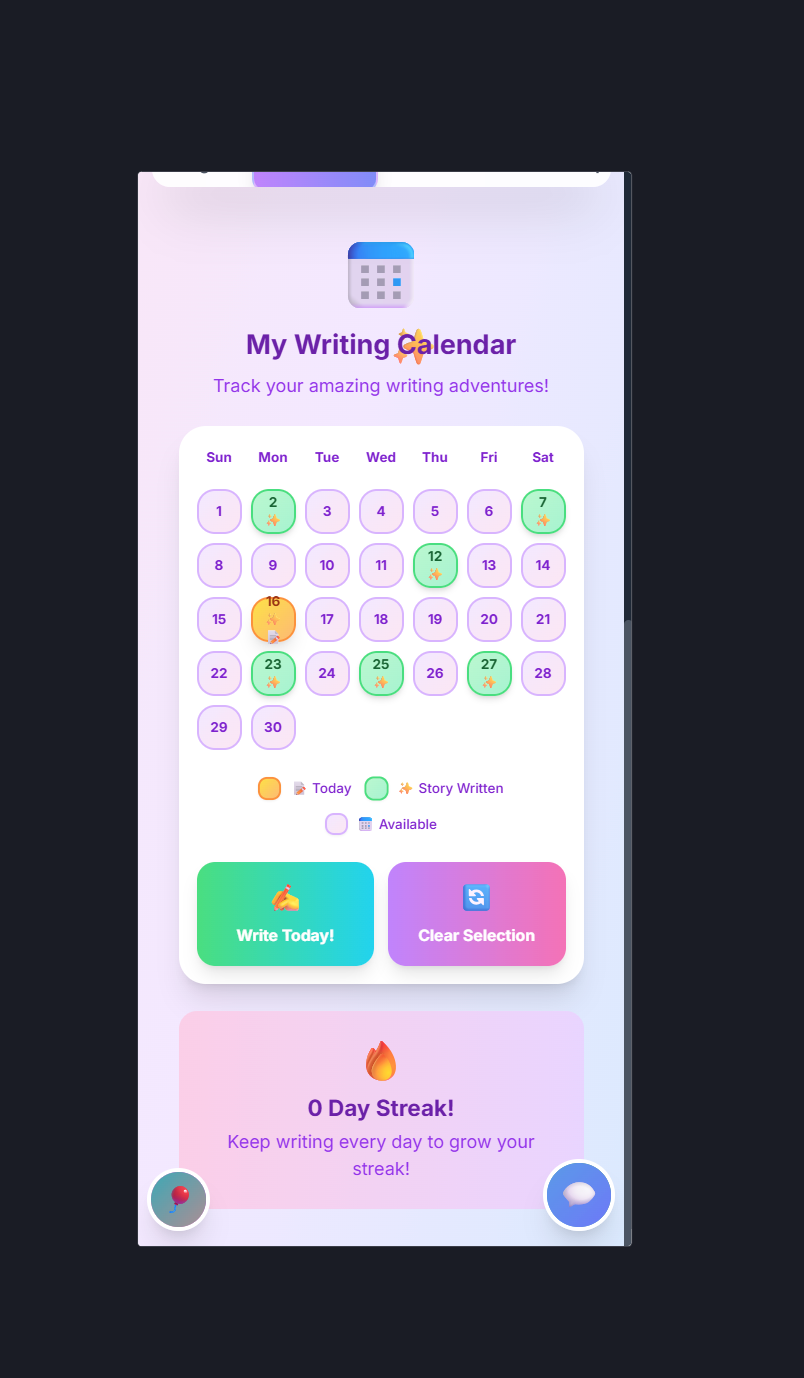 My Writing Calendar
Track your amazing writing adventures!
Sun Mon Tue Wed Thu Fri Sat
1 2 3 4 5 6 7
8 9 10 11 12 13 14
15 16 17 18 19 20 21
22 23 24 25 26 27 28
29 30
Today Story Written
Available
Write Today! Clear Selection
0 Day Streak!
Keep writing every day to grow your
streak!